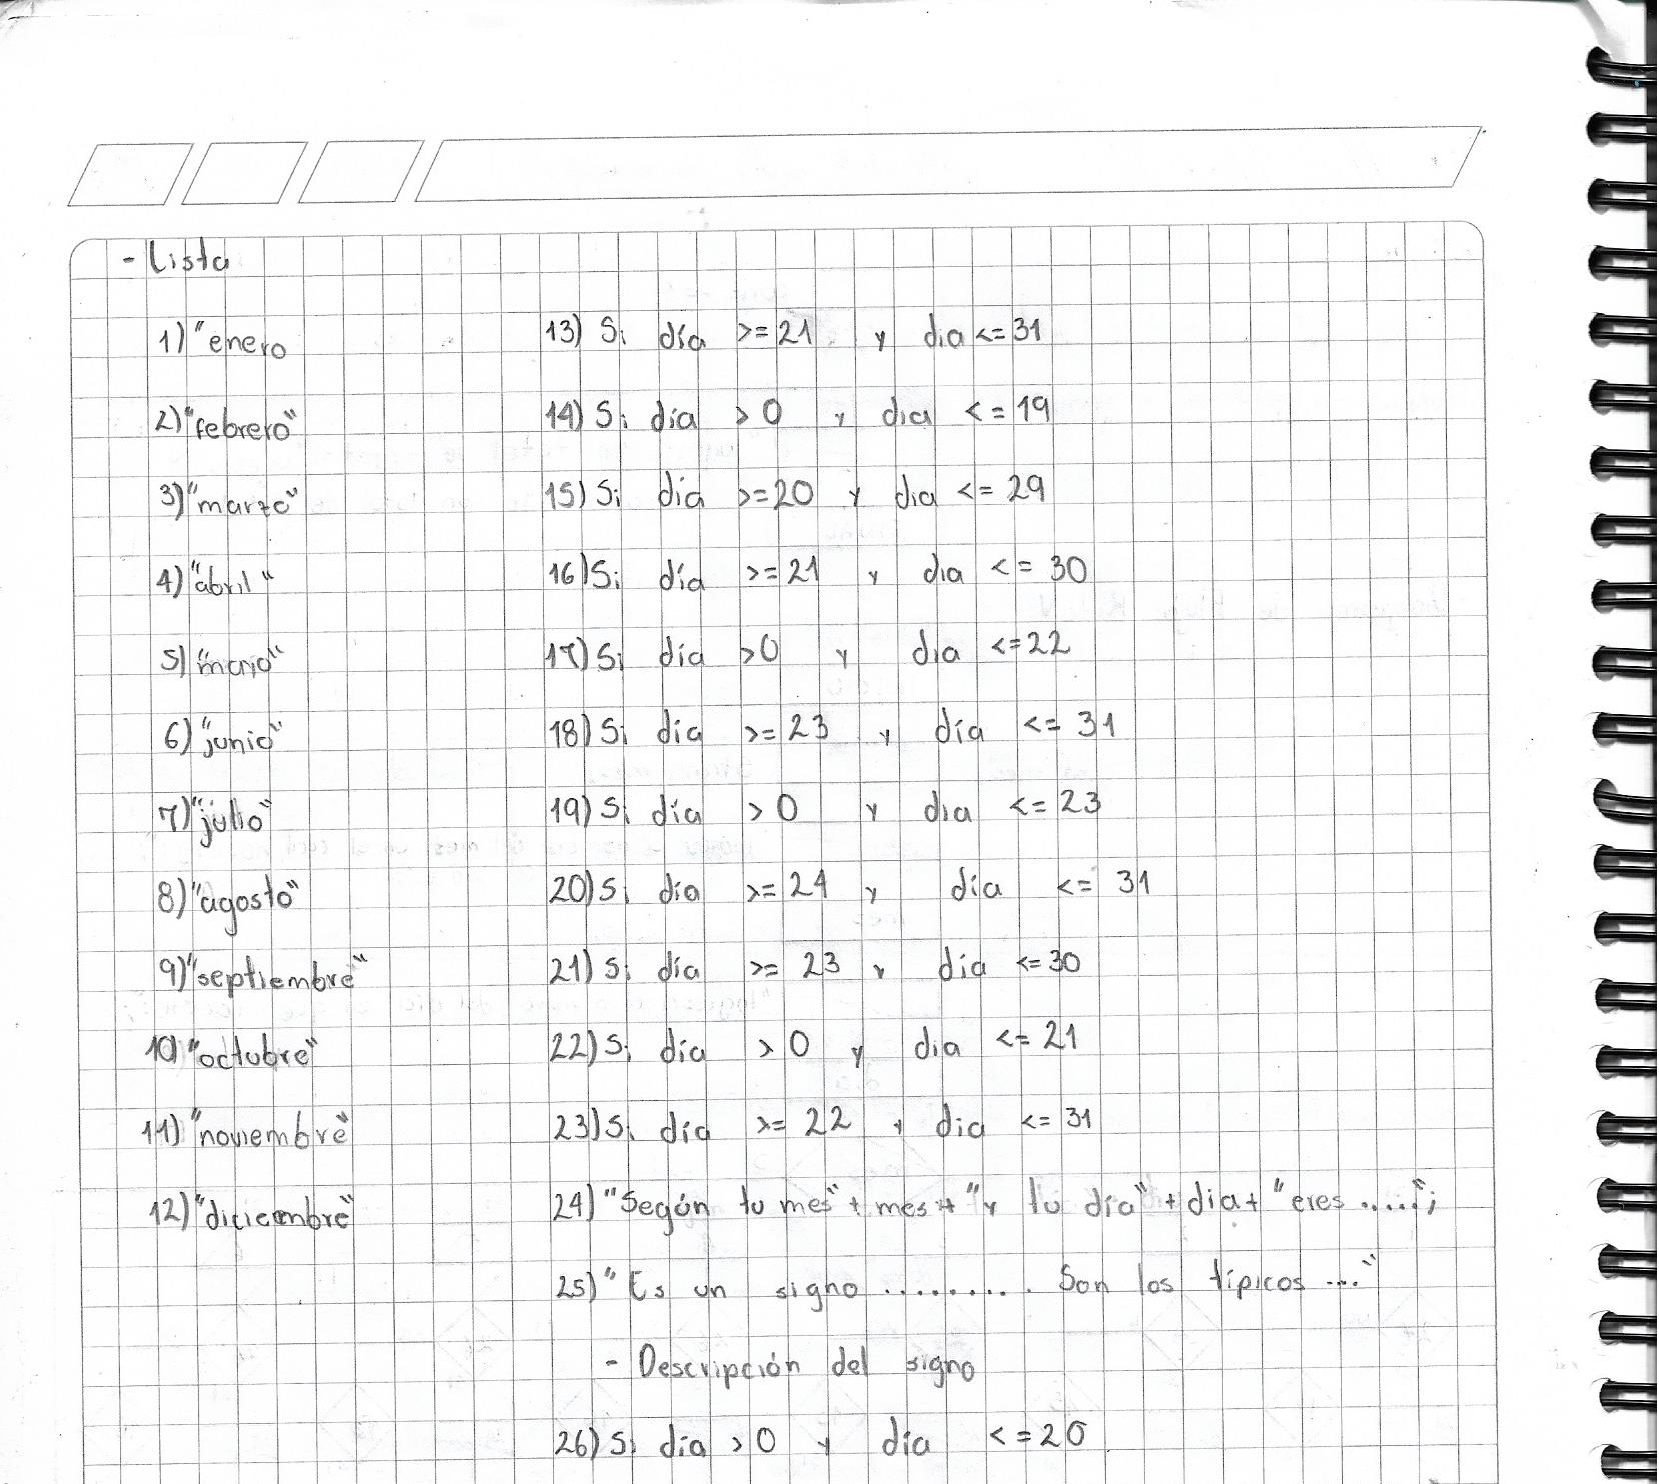 - Lista
1) "enero
2) "febrero"
3) "marzo"
4) "abril"
5) "mayo"
6) "junio"
7) "julio"
8) "agosto"
9) "septiembre"
10) "octubre"
11) "noviembre"
12) "diciembre"
13) Si día >= 21 y dia <= 31
14) Si día > 0 y dia <= 19
15) Si dia >= 20 y dia <= 29
16) Si día >= 21 y dia <= 30
17) Si día > 0 y dia <= 22
18) Si dia >= 23 y día <= 31
19) Si día > 0 y dia <= 23
20) Si día >= 24 y día <= 31
21) Si día >= 23 y día <= 30
22) Si día > 0 y dia <= 21
23) Si día >= 22 y dia <= 31
24) "Según tu mes" + mes + "y tu día" + dia + "eres .....";
25) "Es un signo ......... Son los típicos ...."
- Descripción del signo
26) Si dia > 0 y día <= 20